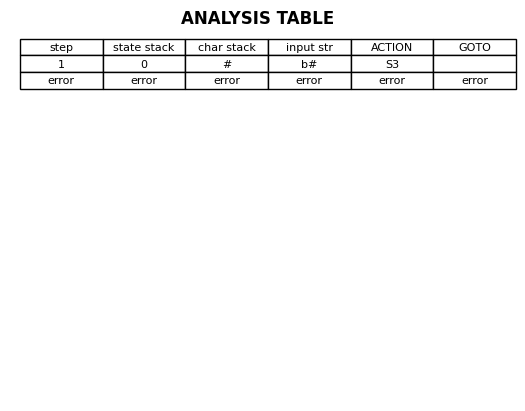 ANALYSIS TABLE
step state stack char stack input str ACTION GOTO
1 0 # b# S3
error error error error error error